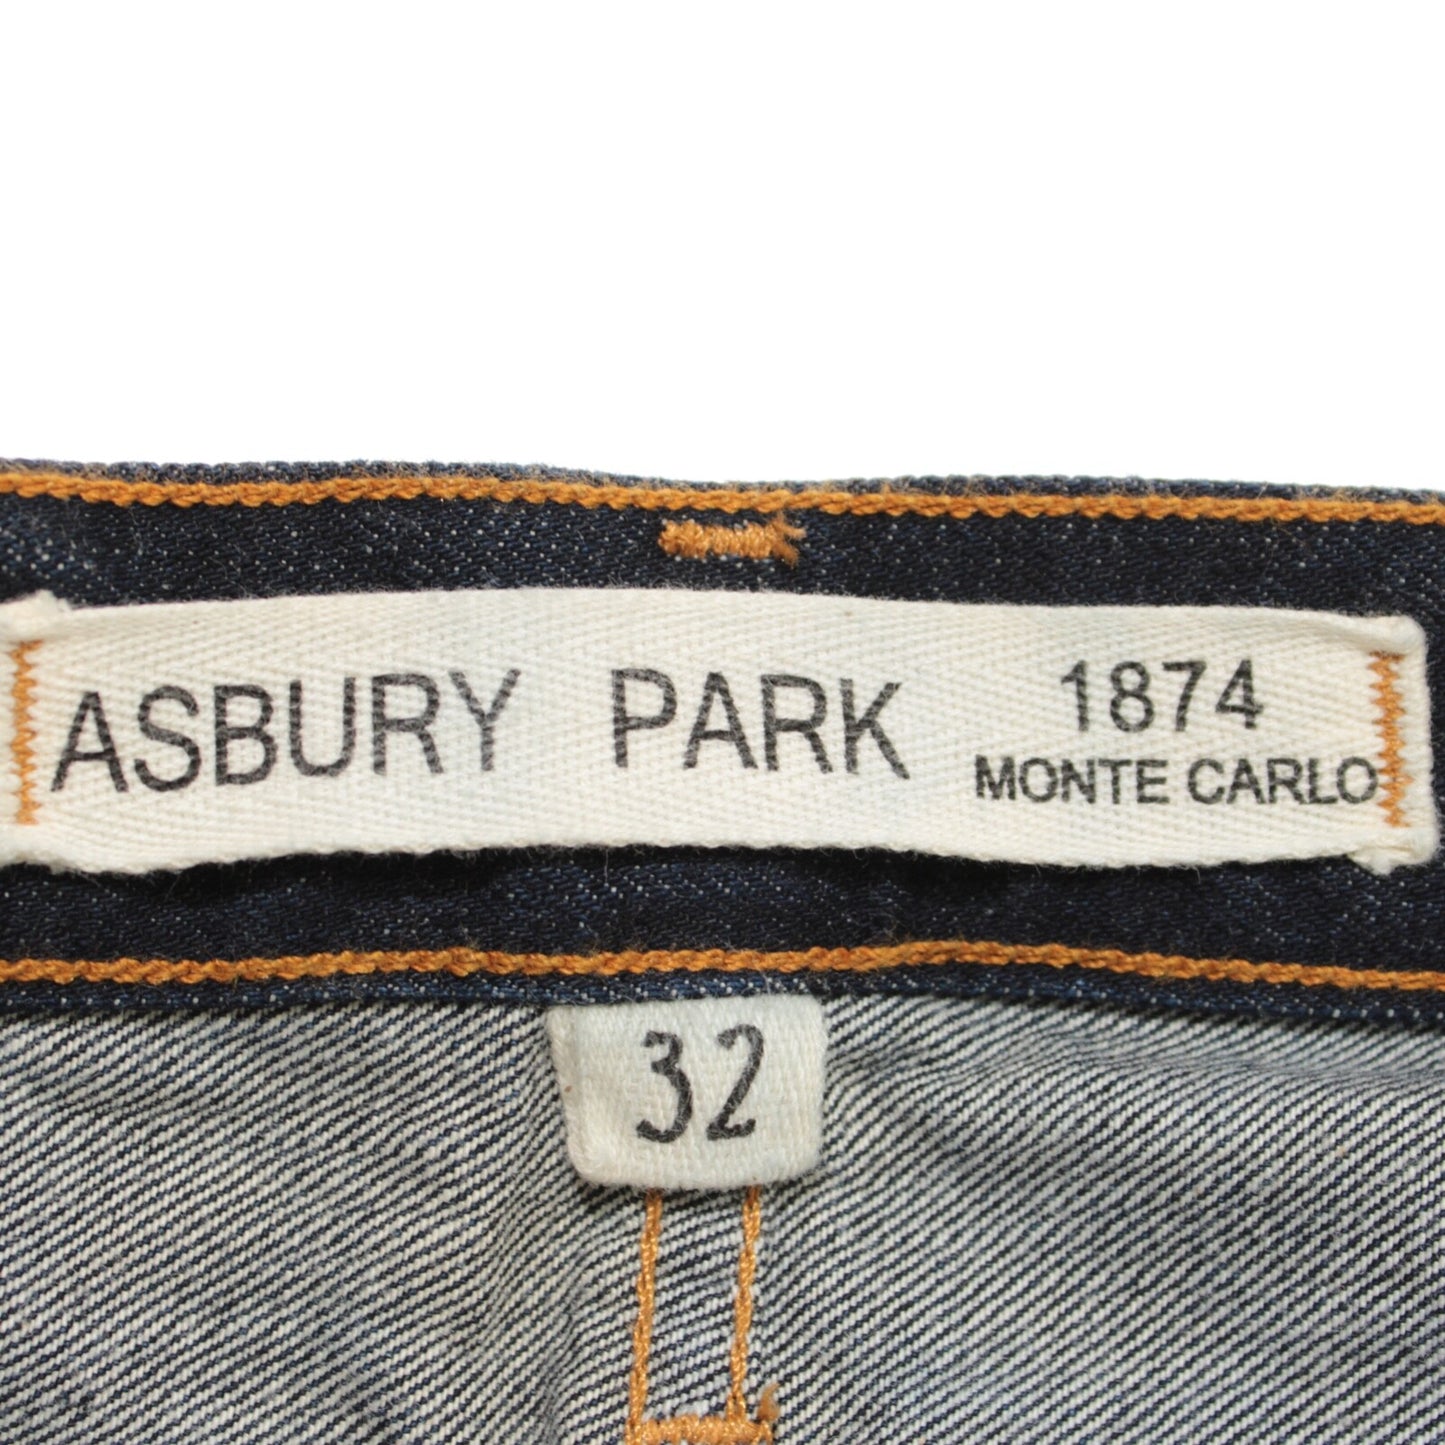 ASBURY PARK 1874
MONTE CARLO
32